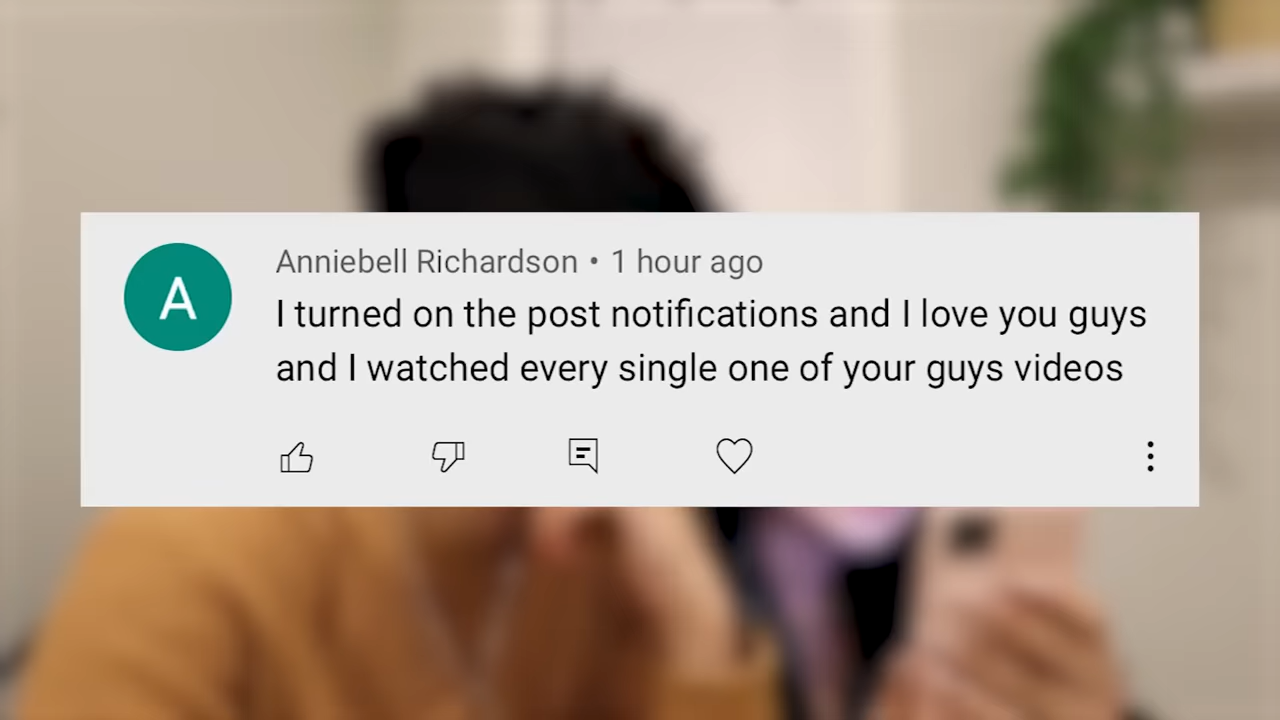 A
Anniebell Richardson • 1 hour ago
I turned on the post notifications and I love you guys
and I watched every single one of your guys videos